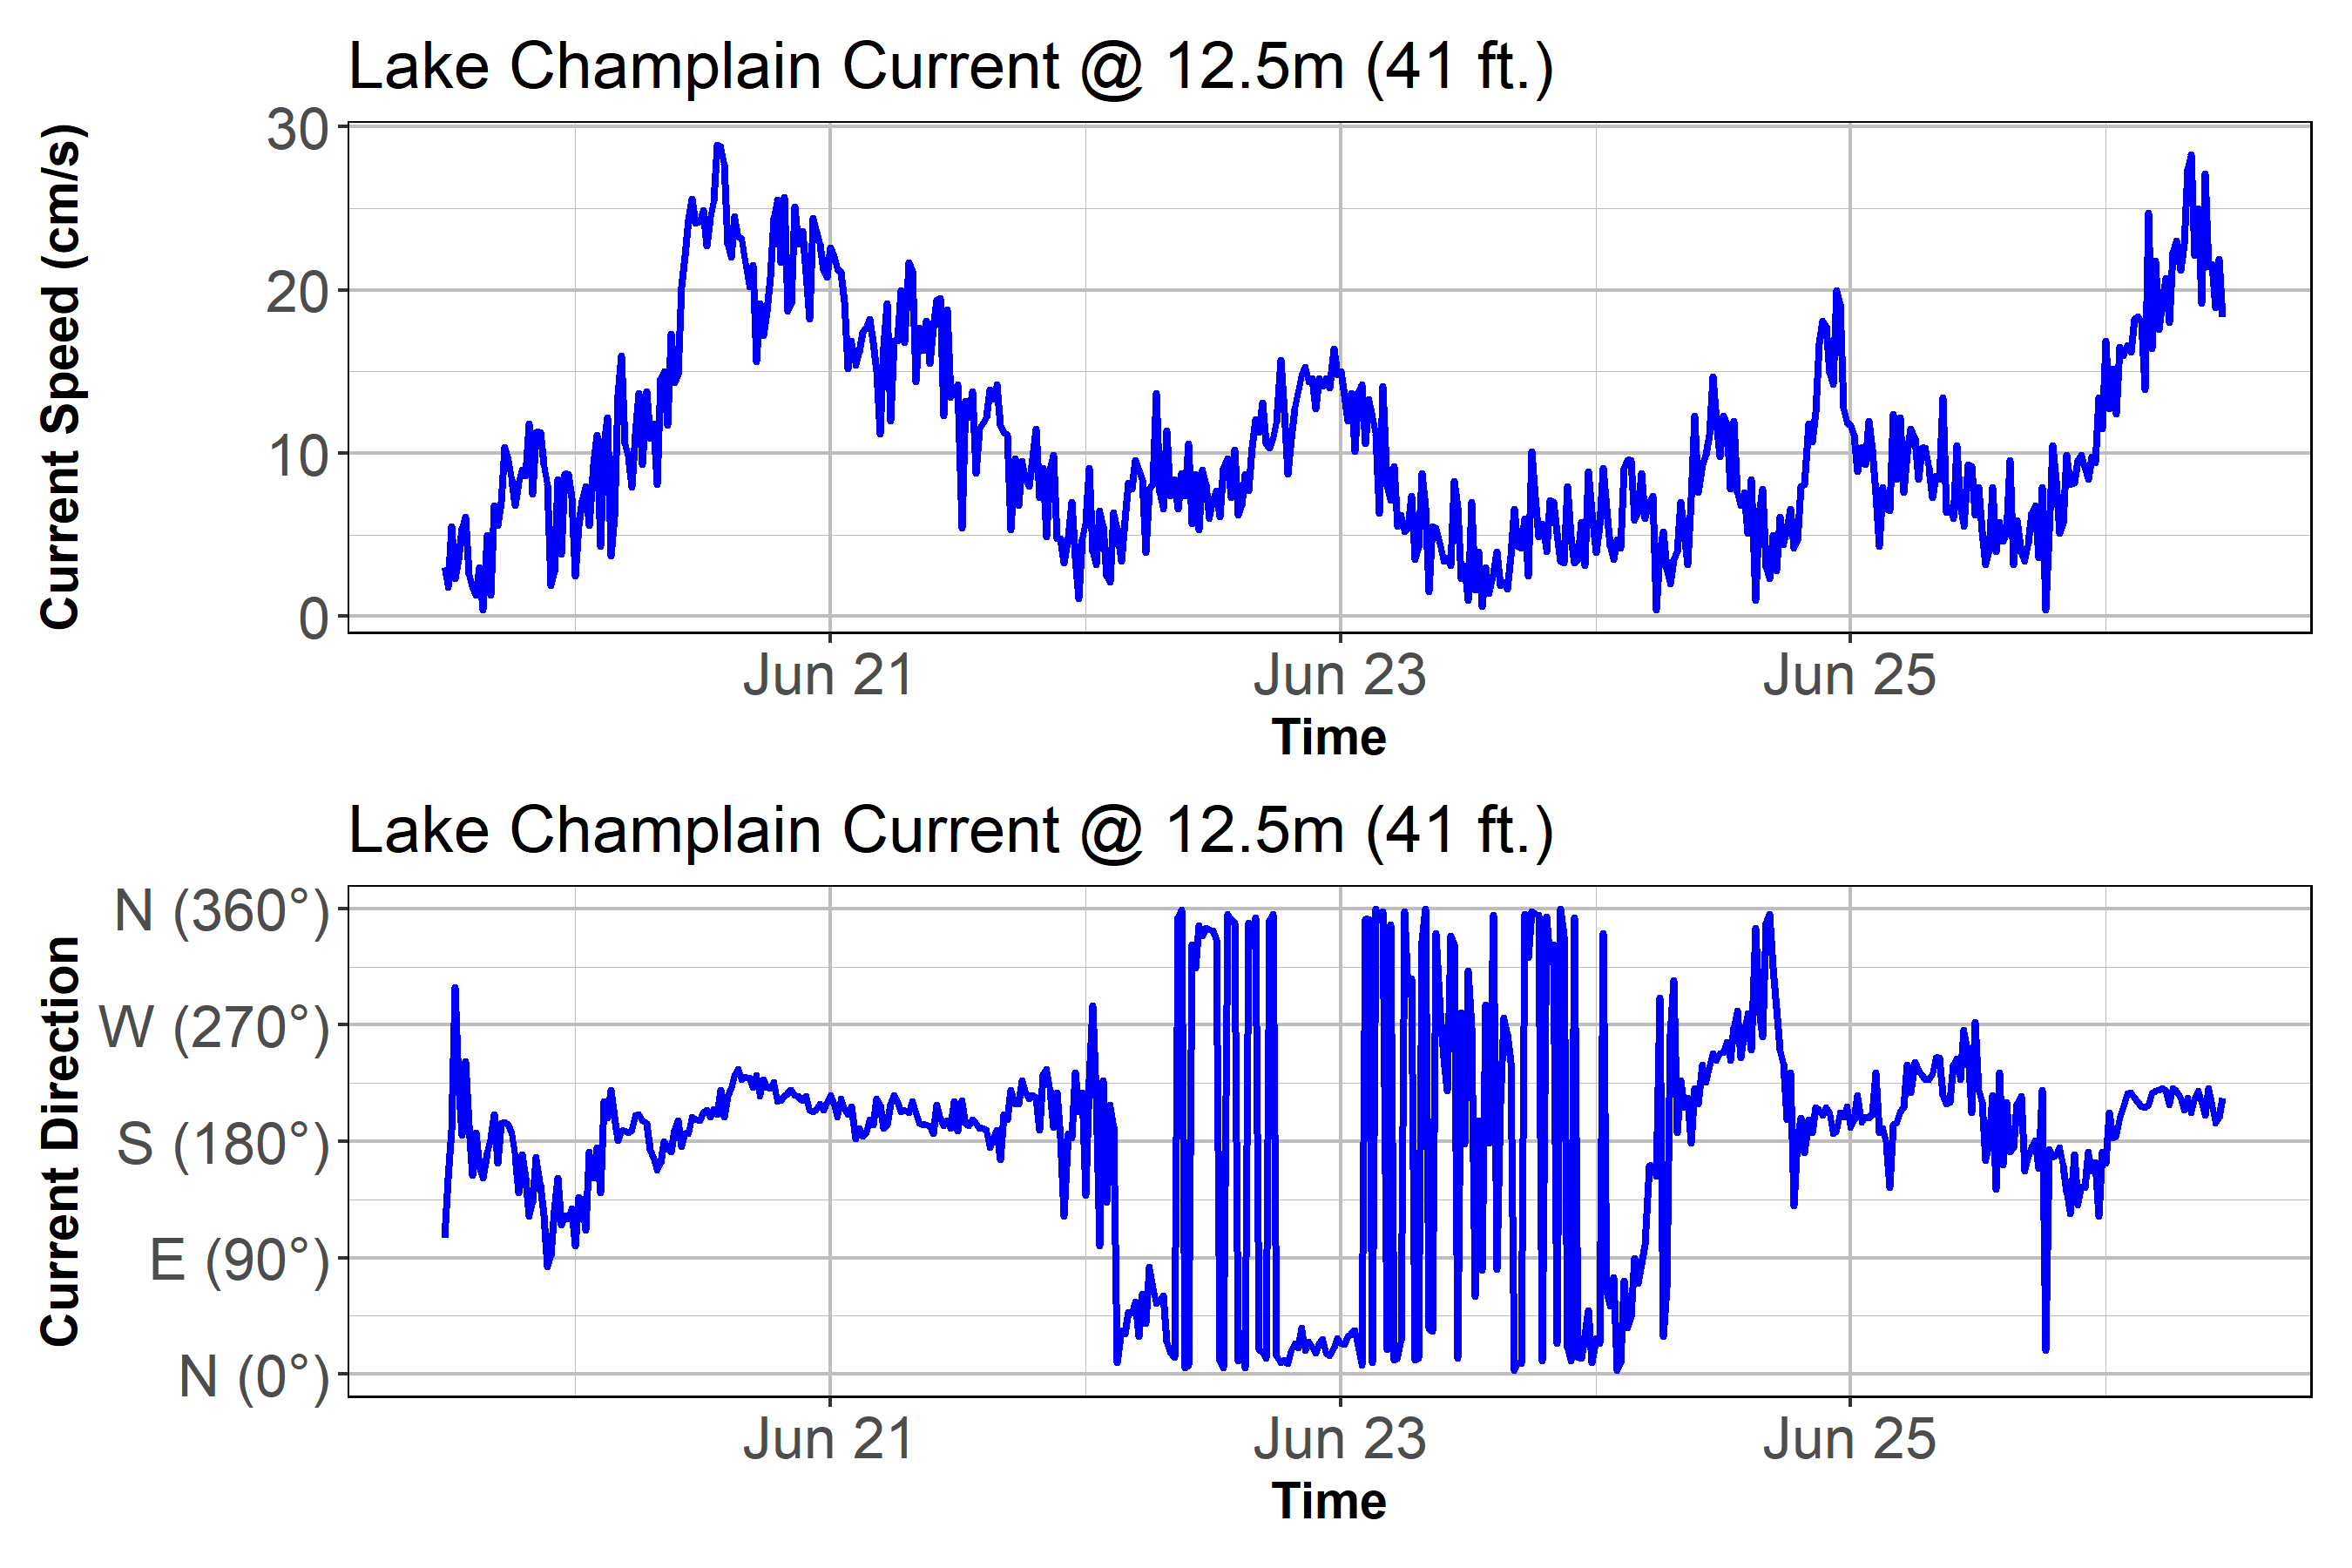 Lake Champlain Current @ 12.5m (41 ft.)
Current Speed (cm/s)
30
20
10
0
Jun 21 Jun 23 Jun 25
Time
Lake Champlain Current @ 12.5m (41 ft.)
Current Direction
N (360°)
W (270°)
S (180°)
E (90°)
N (0°)
Jun 21 Jun 23 Jun 25
Time